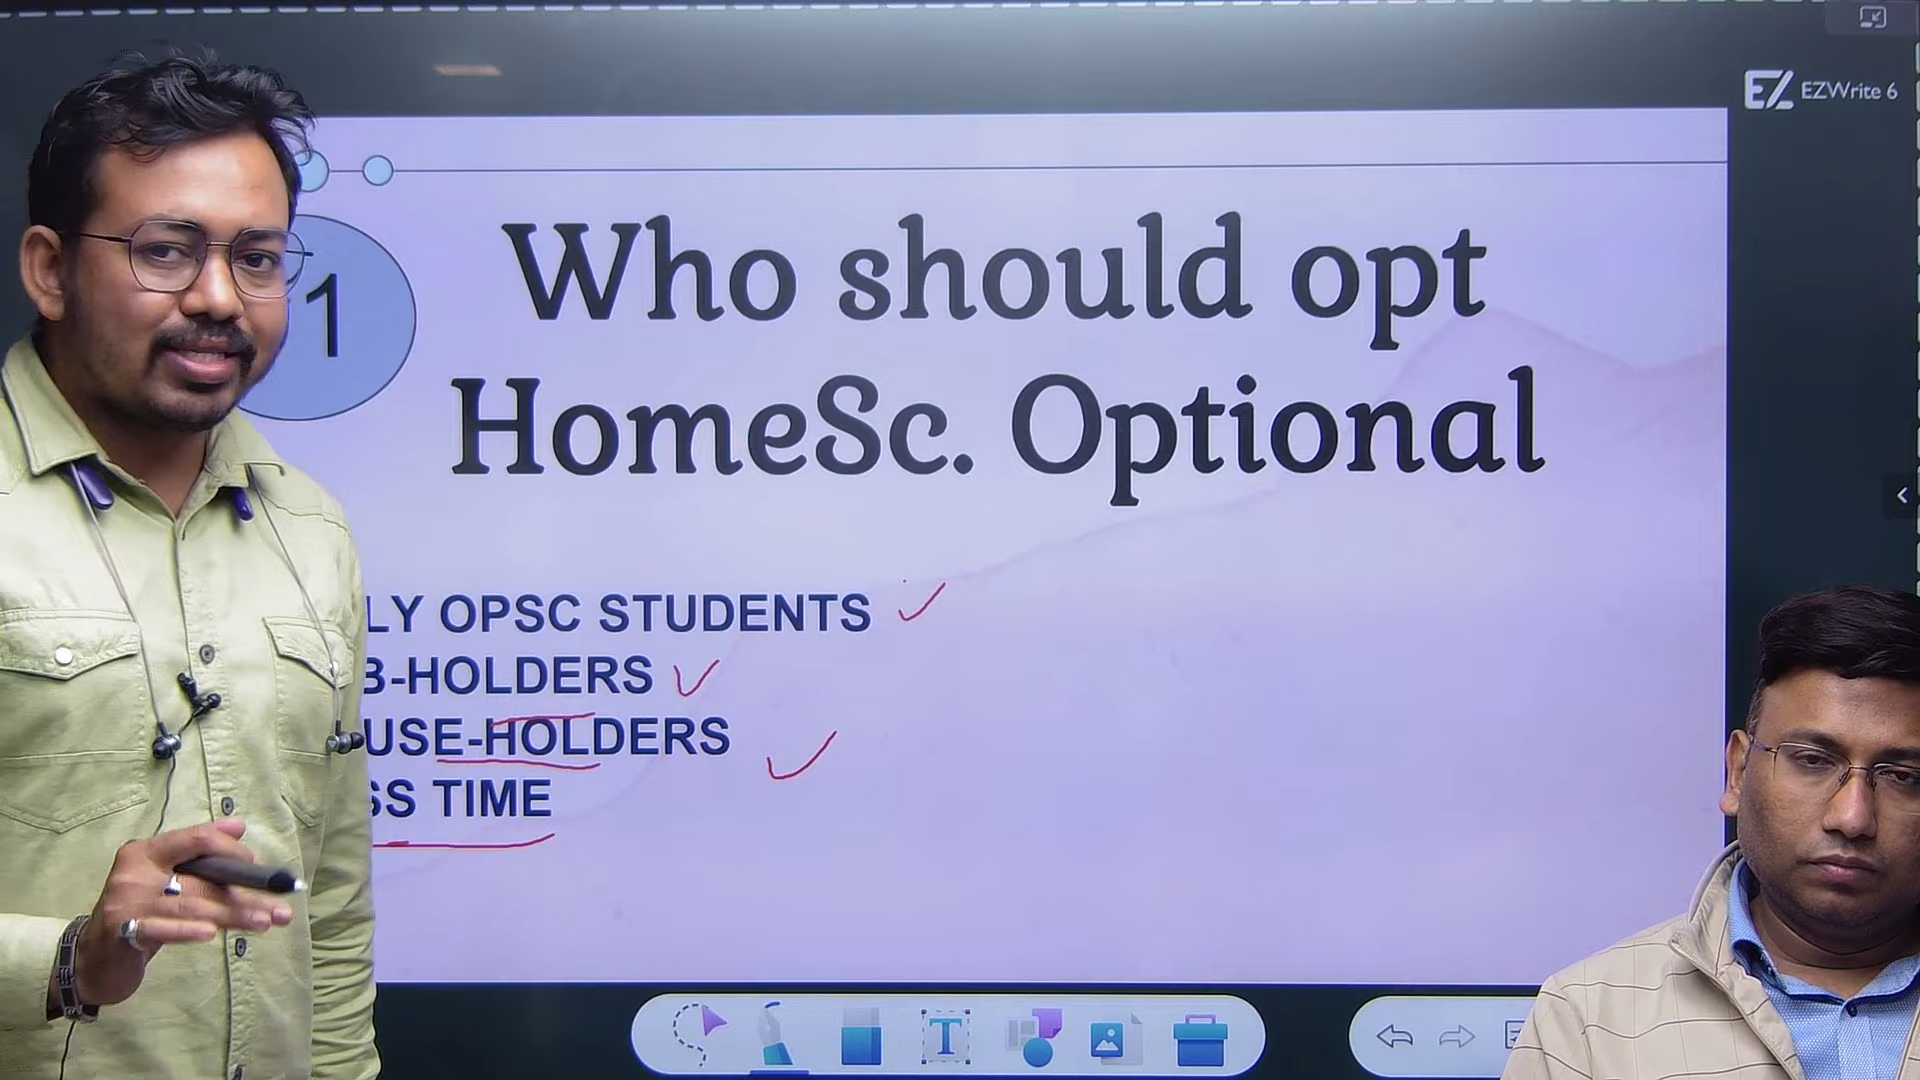 EZWrite 6
1
Who should opt
HomeSc. Optional
LY OPSC STUDENTS
B-HOLDERS
USE-HOLDERS
SS TIME
T